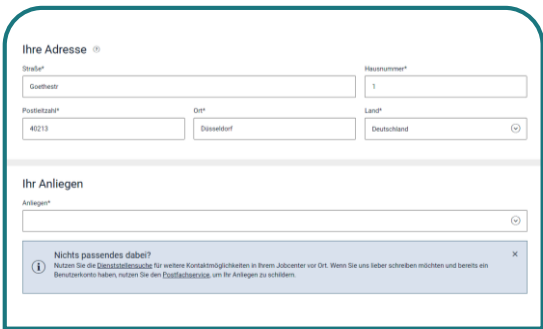 Ihre Adresse
Straße* Hausnummer*
Goethestr 1
Postleitzahl* Ort* Land*
40213 Düsseldorf Deutschland
Ihr Anliegen
Anliegen*
Nichts passendes dabei?
Nutzen Sie die Dienststellensuche für weitere Kontaktmöglichkeiten in Ihrem Jobcenter vor Ort. Wenn Sie uns lieber schreiben möchten und bereits ein
Benutzerkonto haben, nutzen Sie den Postfachservice, um Ihr Anliegen zu schildern.